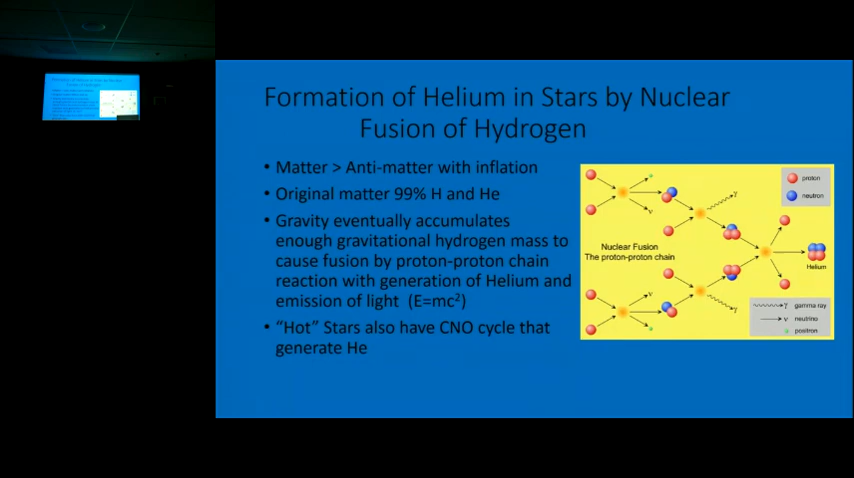 Formation of Helium in Stars by Nuclear
Fusion of Hydrogen
• Matter > Anti-matter with inflation
• Original matter 99% H and He
• Gravity eventually accumulates
enough gravitational hydrogen mass to
cause fusion by proton-proton chain
reaction with generation of Helium and
emission of light (E=mc²)
• “Hot” Stars also have CNO cycle that
generate He
proton
neutron
γ
ν
Nuclear Fusion
The proton-proton chain
Helium
ν
γ
γ gamma ray
ν neutrino
positron